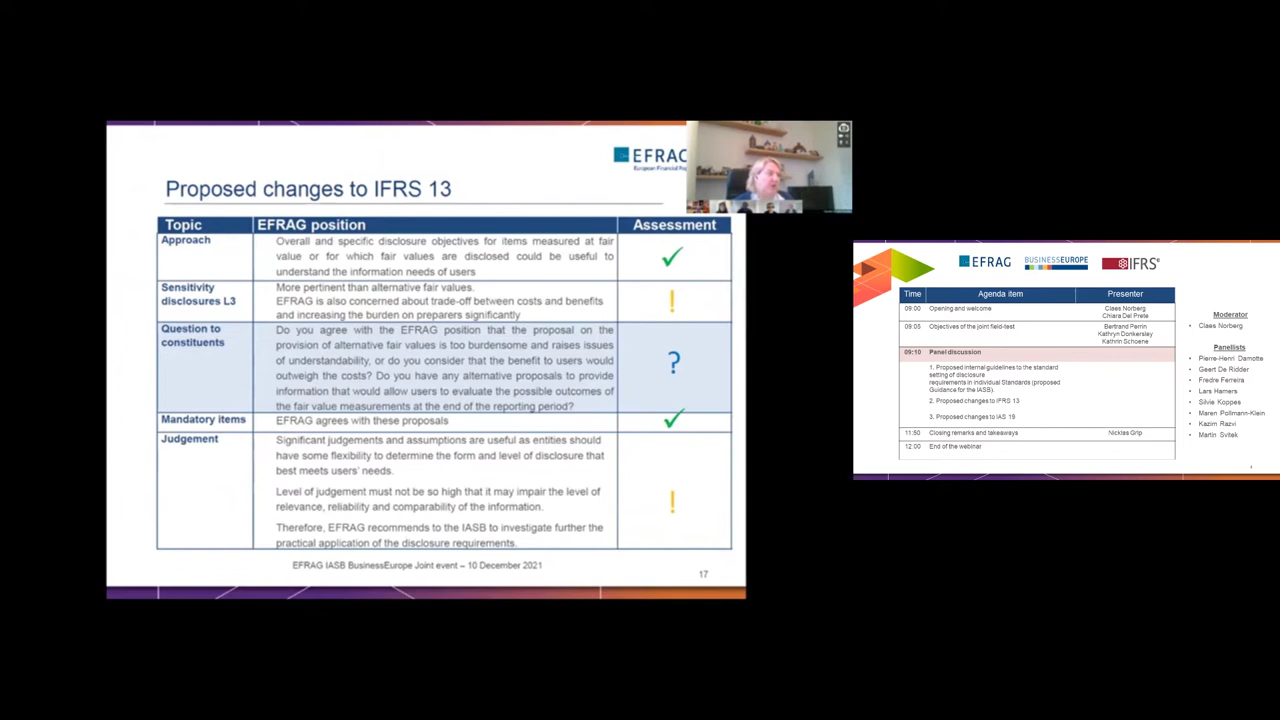 EFRAG
European Financial Rep
Proposed changes to IFRS 13
Topic EFRAG position Assessment
Approach
Overall and specific disclosure objectives for items measured at fair
value or for which fair values are disclosed could be useful to
understand the information needs of users
✓
Sensitivity
disclosures L3
More pertinent than alternative fair values.
EFRAG is also concerned about trade-off between costs and benefits
and increasing the burden on preparers significantly
!
Question to
constituents
Do you agree with the EFRAG position that the proposal on the
provision of alternative fair values is too burdensome and raises issues
of understandability, or do you consider that the benefit to users would
outweigh the costs? Do you have any alternative proposals to provide
information that would allow users to evaluate the possible outcomes of
the fair value measurements at the end of the reporting period?
?
Mandatory items EFRAG agrees with these proposals ✓
Judgement
Significant judgements and assumptions are useful as entities should
have some flexibility to determine the form and level of disclosure that
best meets users' needs.
Level of judgement must not be so high that it may impair the level of
relevance, reliability and comparability of the information.
Therefore, EFRAG recommends to the IASB to investigate further the
practical application of the disclosure requirements.
!
EFRAG IASB BusinessEurope Joint event – 10 December 2021
17
EFRAG BUSINESSEUROPE IFRS®
Time Agenda item Presenter
09:00 Opening and welcome
Claes Norberg
Chiara Del Prete
09:05 Objectives of the joint field-test
Bertrand Perrin
Kathryn Donkersley
Kathrin Schoene
09:10 Panel discussion
1. Proposed internal guidelines to the standard
setting of disclosure
requirements in individual Standards (proposed
Guidance for the IASB).
2. Proposed changes to IFRS 13
3. Proposed changes to IAS 19
11:50 Closing remarks and takeaways Nicklas Grip
12:00 End of the webinar
Moderator
• Claes Norberg
Panellists
• Pierre-Henri Damotte
• Geert De Ridder
• Fredre Ferreira
• Lars Hamers
• Silvie Koppes
• Maren Pollmann-Klein
• Kazim Razvi
• Martin Svitek